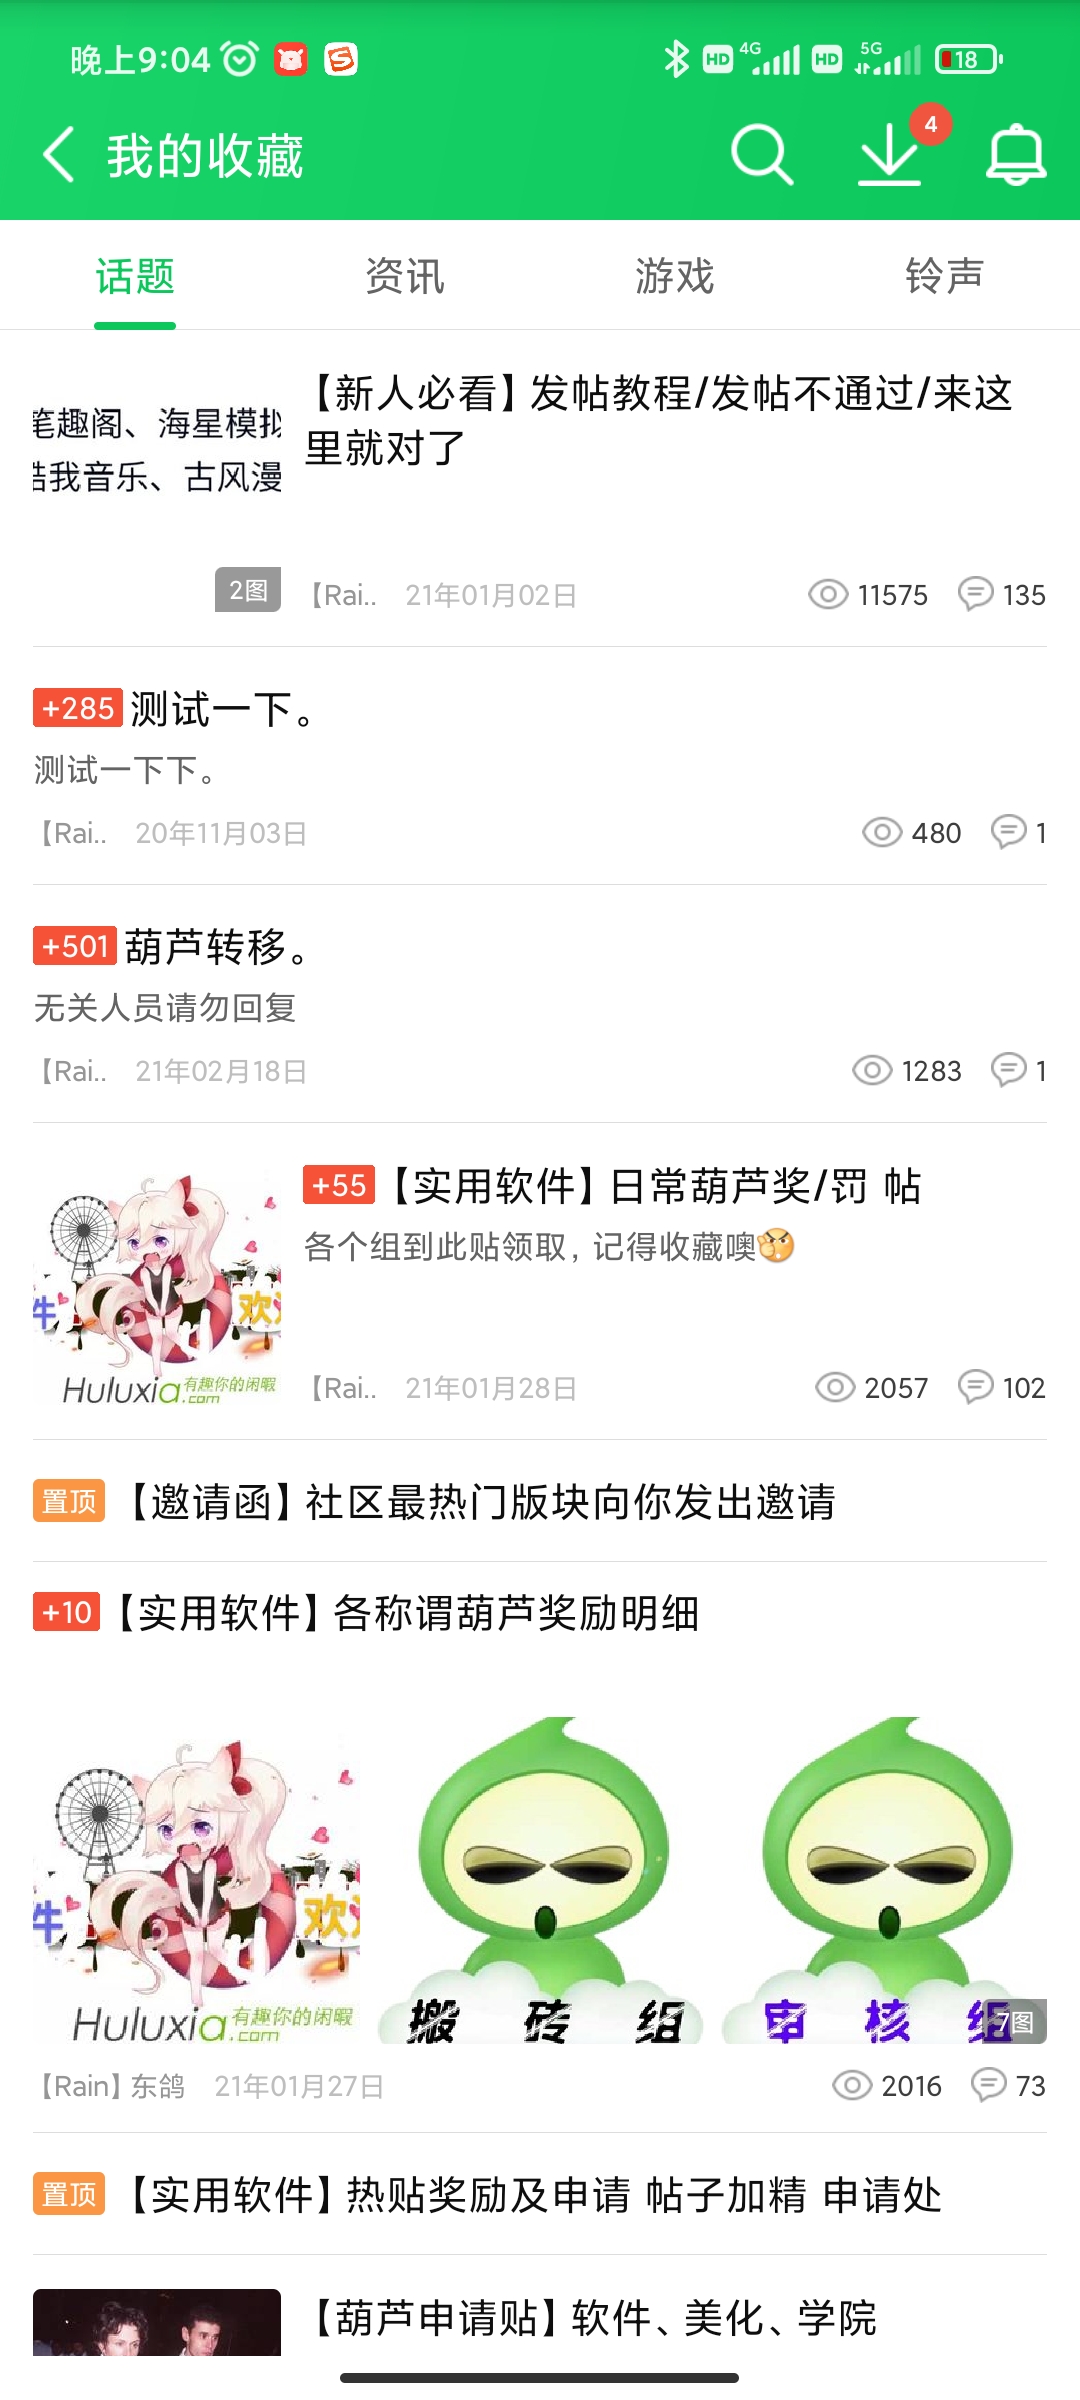 晚上9:04
HD 4G HD 5G 18
我的收藏
4
话题 资讯 游戏 铃声
【新人必看】发帖教程/发帖不通过/来这
里就对了
笔趣阁、海星模拟
酷我音乐、古风漫
2图
【Rai.. 21年01月02日 11575 135
+285 测试一下。
测试一下下。
【Rai.. 20年11月03日 480 1
+501 葫芦转移。
无关人员请勿回复
【Rai.. 21年02月18日 1283 1
+55 【实用软件】日常葫芦奖/罚 帖
各个组到此贴领取，记得收藏噢
件 欢
Huluxia.com 有趣你的闲暇
【Rai.. 21年01月28日 2057 102
置顶 【邀请函】社区最热门版块向你发出邀请
+10 【实用软件】各称谓葫芦奖励明细
件 欢
Huluxia.com 有趣你的闲暇
搬砖组
审核组
7图
【Rain】东鸽 21年01月27日 2016 73
置顶 【实用软件】热贴奖励及申请 帖子加精 申请处
【葫芦申请贴】软件、美化、学院